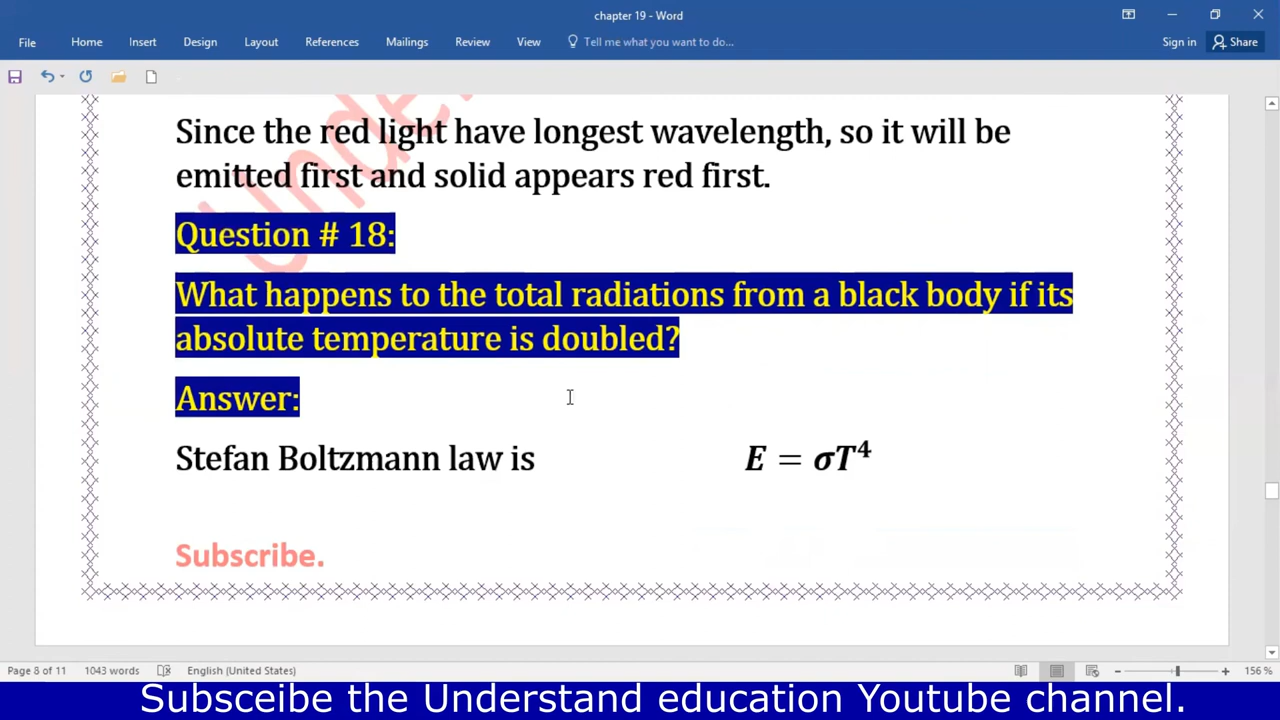 chapter 19 - Word
File Home Insert Design Layout References Mailings Review View Tell me what you want to do... Sign in Share
Since the red light have longest wavelength, so it will be
emitted first and solid appears red first.
Question # 18:
What happens to the total radiations from a black body if its
absolute temperature is doubled?
Answer:
Stefan Boltzmann law is E = σT⁴
Subscribe.
Page 8 of 11 1043 words English (United States) 156 %
Subsceibe the Understand education Youtube channel.